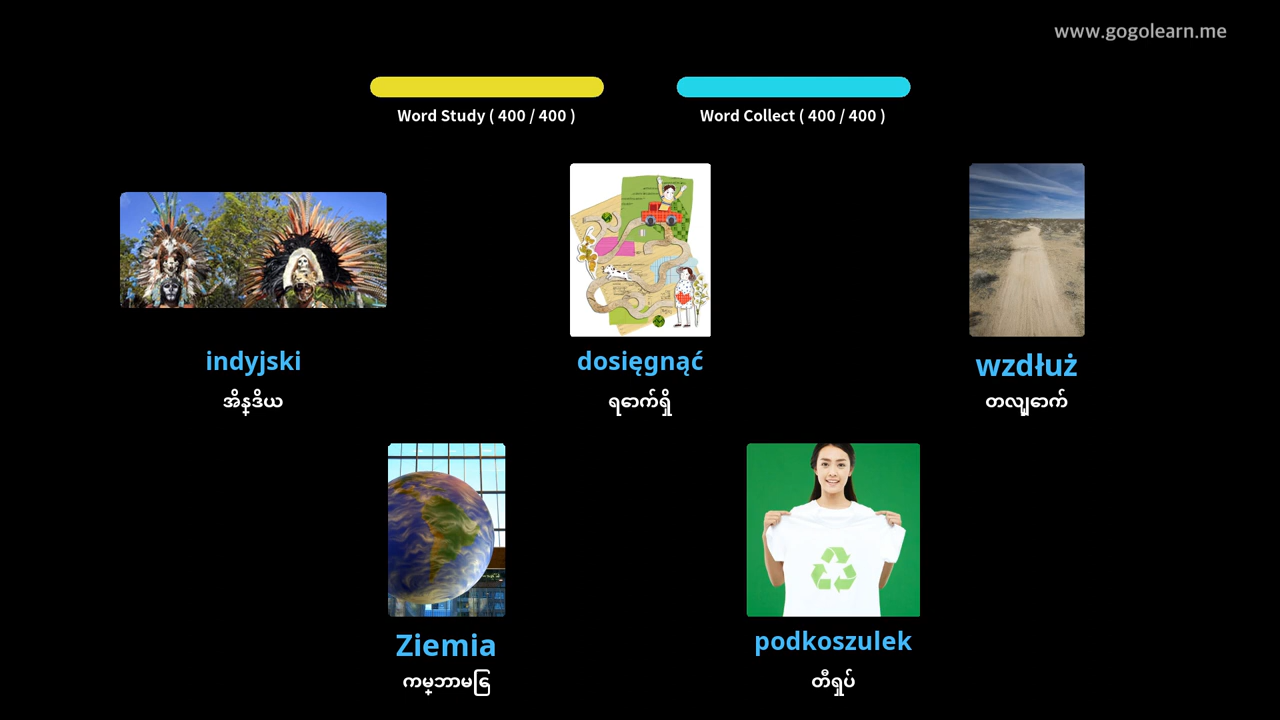 www.gogolearn.me
Word Study ( 400 / 400 )
Word Collect ( 400 / 400 )
indyjski
အိန္ဒိယ
dosięgnąć
ရောက်ရှိ
wzdłuż
တလျှောက်
Ziemia
ကမ္ဘာမြေ
podkoszulek
တီရှပ်